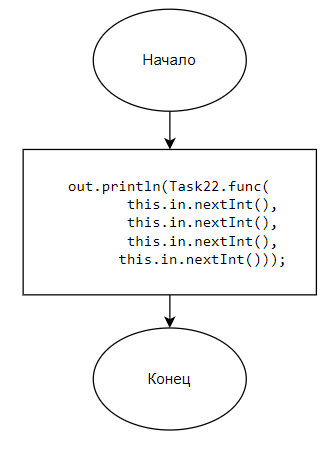 Начало
out.println(Task22.func(
this.in.nextInt(),
this.in.nextInt(),
this.in.nextInt(),
this.in.nextInt()));
Конец